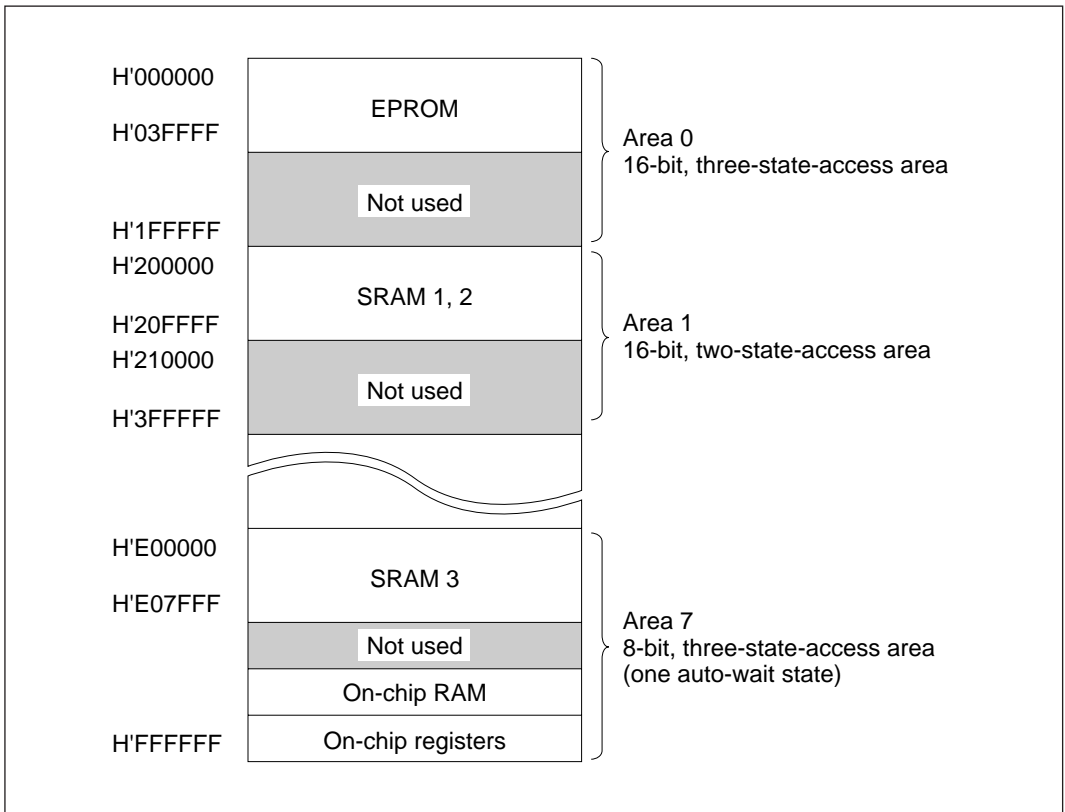 H'000000
EPROM
H'03FFFF
Area 0
16-bit, three-state-access area
Not used
H'1FFFFF
H'200000
SRAM 1, 2
H'20FFFF
Area 1
16-bit, two-state-access area
H'210000
Not used
H'3FFFFF
H'E00000
SRAM 3
H'E07FFF
Area 7
8-bit, three-state-access area
(one auto-wait state)
Not used
On-chip RAM
H'FFFFFF
On-chip registers